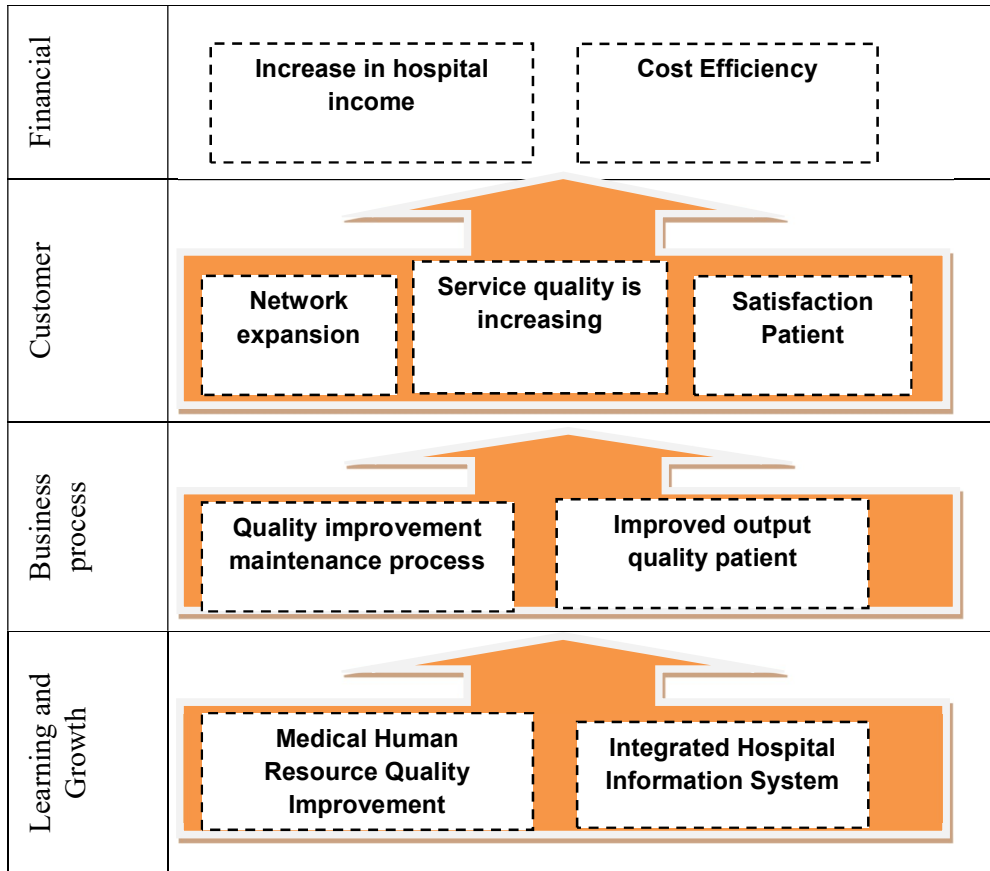 Financial
Increase in hospital
income
Cost Efficiency
Customer
Network
expansion
Service quality is
increasing
Satisfaction
Patient
Business
process
Quality improvement
maintenance process
Improved output
quality patient
Learning and
Growth
Medical Human
Resource Quality
Improvement
Integrated Hospital
Information System